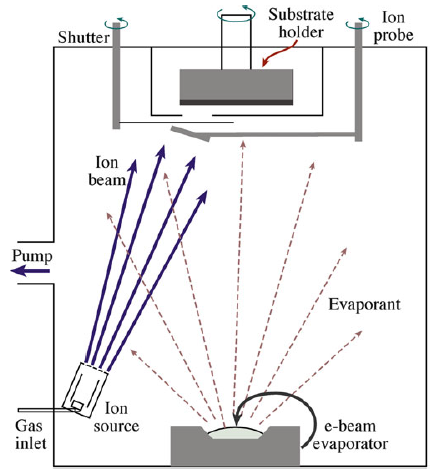 Shutter
Substrate
holder
Ion
probe
Ion
beam
Pump
Evaporant
Ion
source
Gas
inlet
e-beam
evaporator